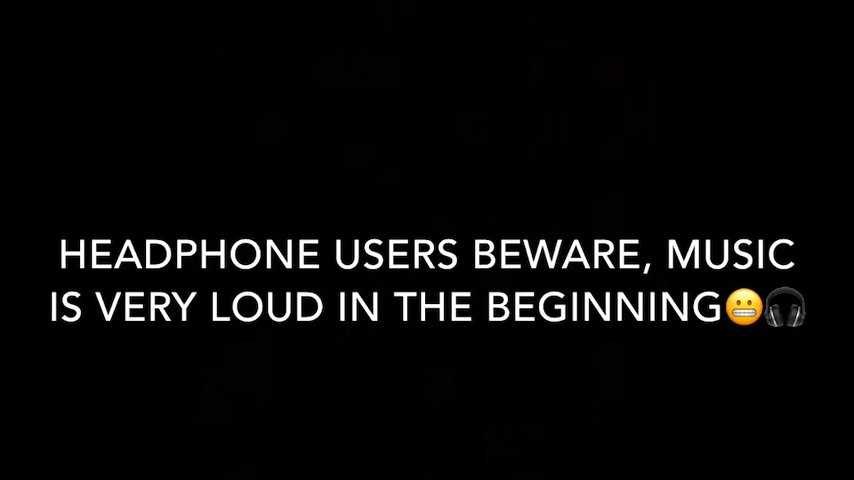 HEADPHONE USERS BEWARE, MUSIC
IS VERY LOUD IN THE BEGINNING😬🎧